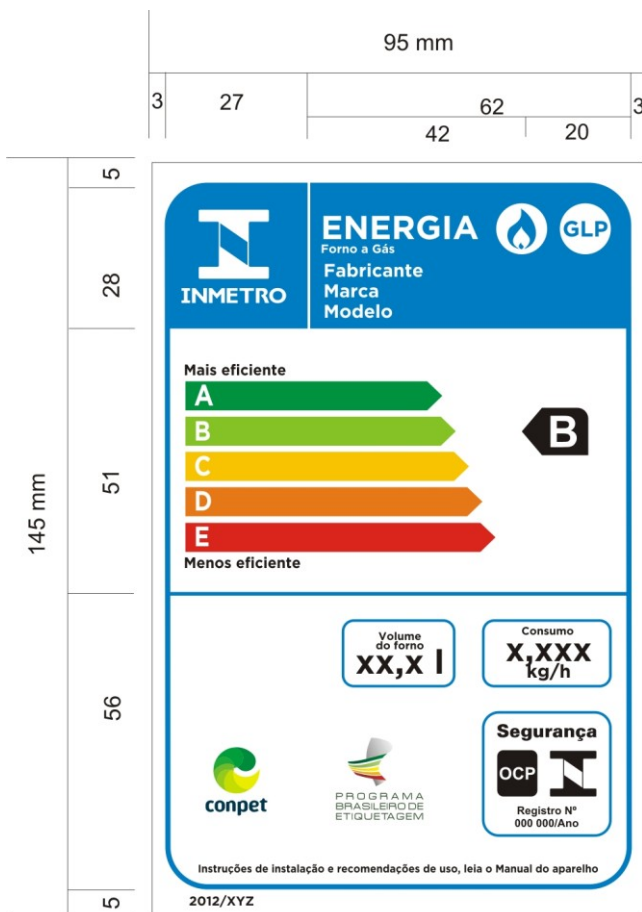 95 mm
3 27 62 3
42 20
5
28
145 mm
51
56
5
INMETRO
ENERGIA
Forno a Gás
Fabricante
Marca
Modelo
GLP
Mais eficiente
A
B
B
C
D
E
Menos eficiente
Volume
do forno
XX,X l
Consumo
X,XXX
kg/h
conpet
PROGRAMA
BRASILEIRO DE
ETIQUETAGEM
Segurança
OCP
Registro Nº
000 000/Ano
Instruções de instalação e recomendações de uso, leia o Manual do aparelho
2012/XYZ